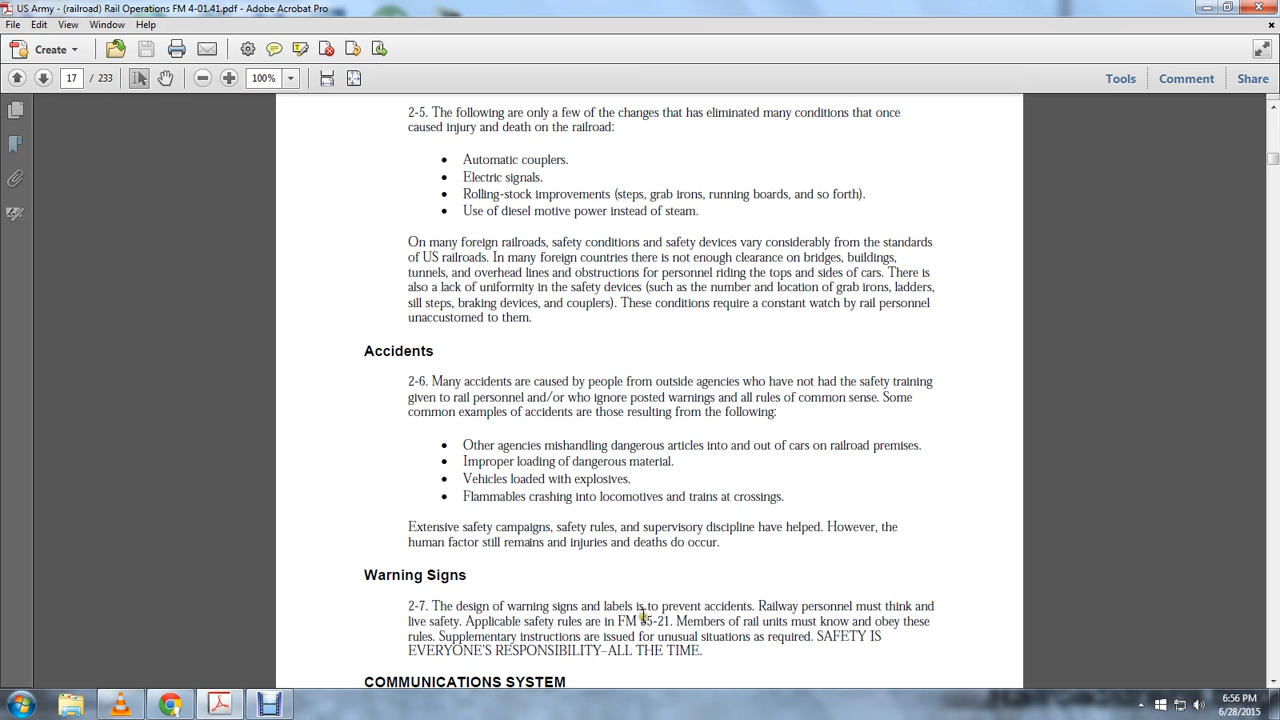 US Army - (railroad) Rail Operations FM 4-01.41.pdf - Adobe Acrobat Pro
File Edit View Window Help
Create
17 / 233
100%
Tools Comment Share
2-5. The following are only a few of the changes that has eliminated many conditions that once
caused injury and death on the railroad:
• Automatic couplers.
• Electric signals.
• Rolling-stock improvements (steps, grab irons, running boards, and so forth).
• Use of diesel motive power instead of steam.
On many foreign railroads, safety conditions and safety devices vary considerably from the standards
of US railroads. In many foreign countries there is not enough clearance on bridges, buildings,
tunnels, and overhead lines and obstructions for personnel riding the tops and sides of cars. There is
also a lack of uniformity in the safety devices (such as the number and location of grab irons, ladders,
sill steps, braking devices, and couplers). These conditions require a constant watch by rail personnel
unaccustomed to them.
Accidents
2-6. Many accidents are caused by people from outside agencies who have not had the safety training
given to rail personnel and/or who ignore posted warnings and all rules of common sense. Some
common examples of accidents are those resulting from the following:
• Other agencies mishandling dangerous articles into and out of cars on railroad premises.
• Improper loading of dangerous material.
• Vehicles loaded with explosives.
• Flammables crashing into locomotives and trains at crossings.
Extensive safety campaigns, safety rules, and supervisory discipline have helped. However, the
human factor still remains and injuries and deaths do occur.
Warning Signs
2-7. The design of warning signs and labels is to prevent accidents. Railway personnel must think and
live safety. Applicable safety rules are in FM 55-21. Members of rail units must know and obey these
rules. Supplementary instructions are issued for unusual situations as required. SAFETY IS
EVERYONE'S RESPONSIBILITY–ALL THE TIME.
COMMUNICATIONS SYSTEM
6:56 PM
6/28/2015